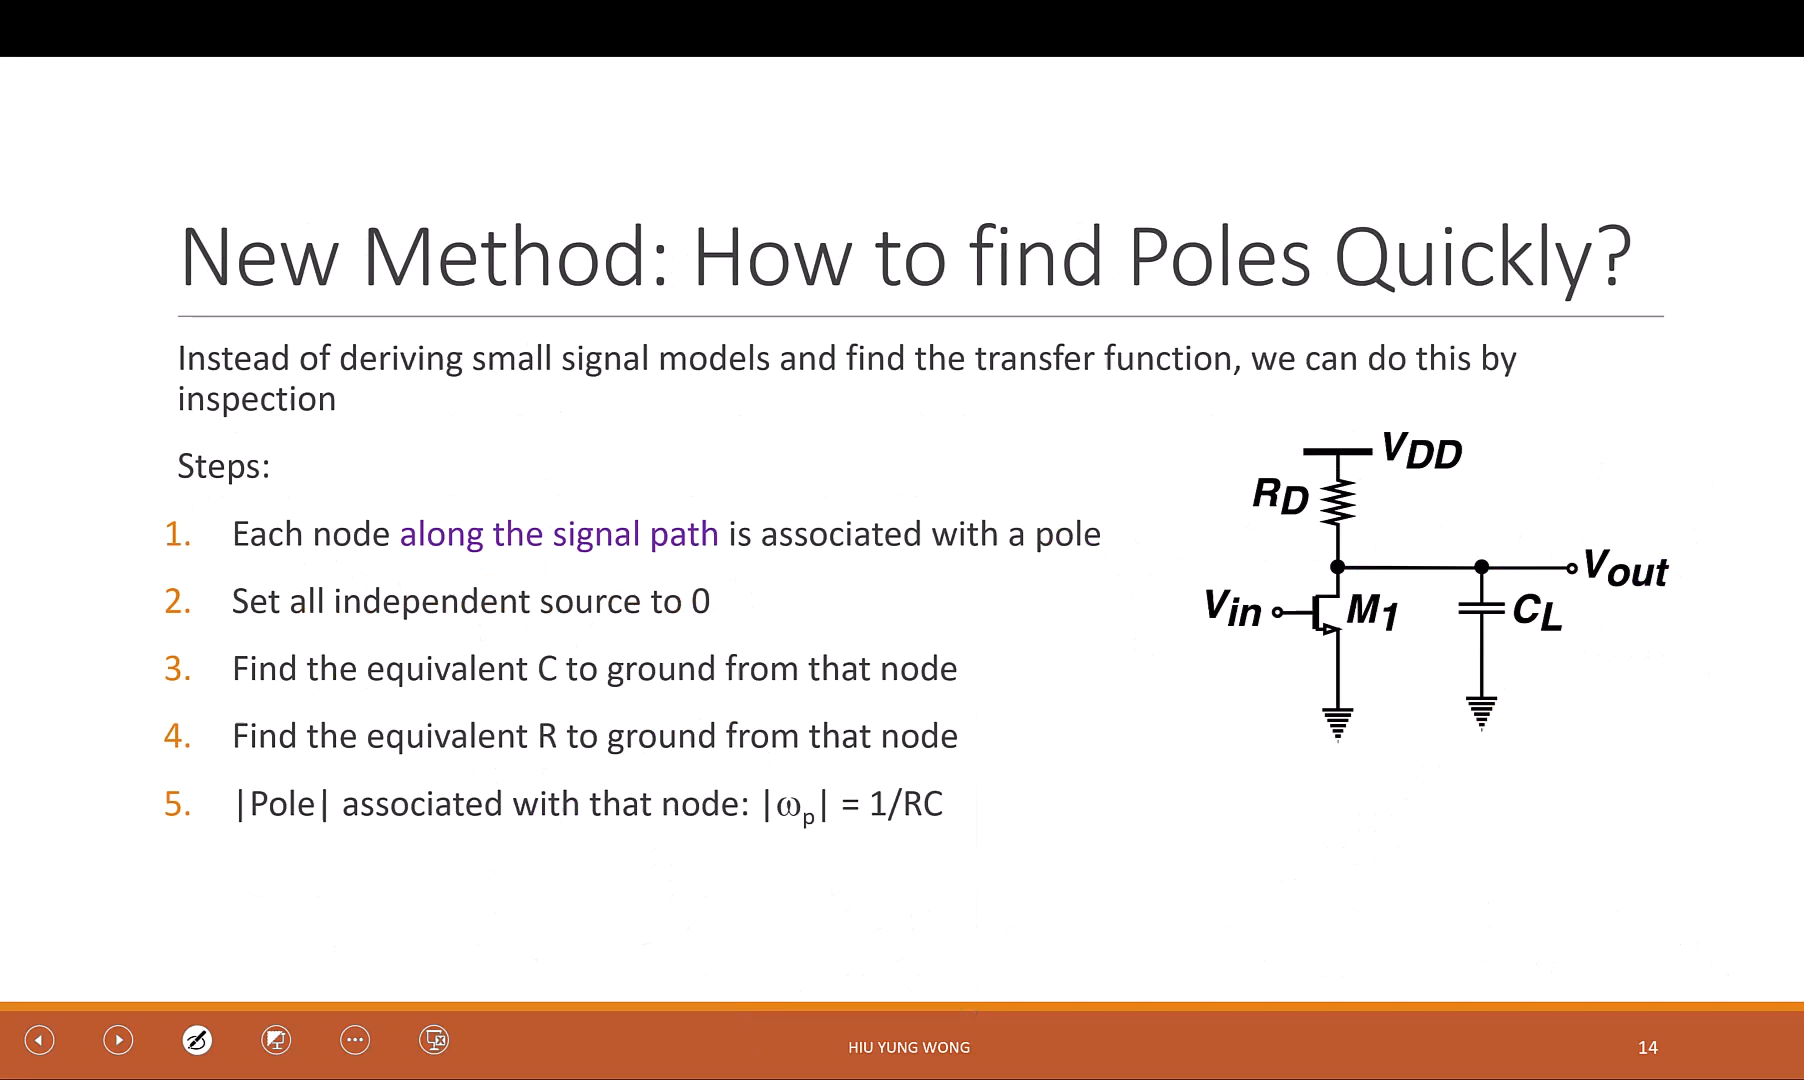 New Method: How to find Poles Quickly?
Instead of deriving small signal models and find the transfer function, we can do this by
inspection
Steps:
1. Each node along the signal path is associated with a pole
2. Set all independent source to 0
3. Find the equivalent C to ground from that node
4. Find the equivalent R to ground from that node
5. |Pole| associated with that node: |ωp| = 1/RC
VDD
RD
Vout
Vin
M1
CL
HIU YUNG WONG
14